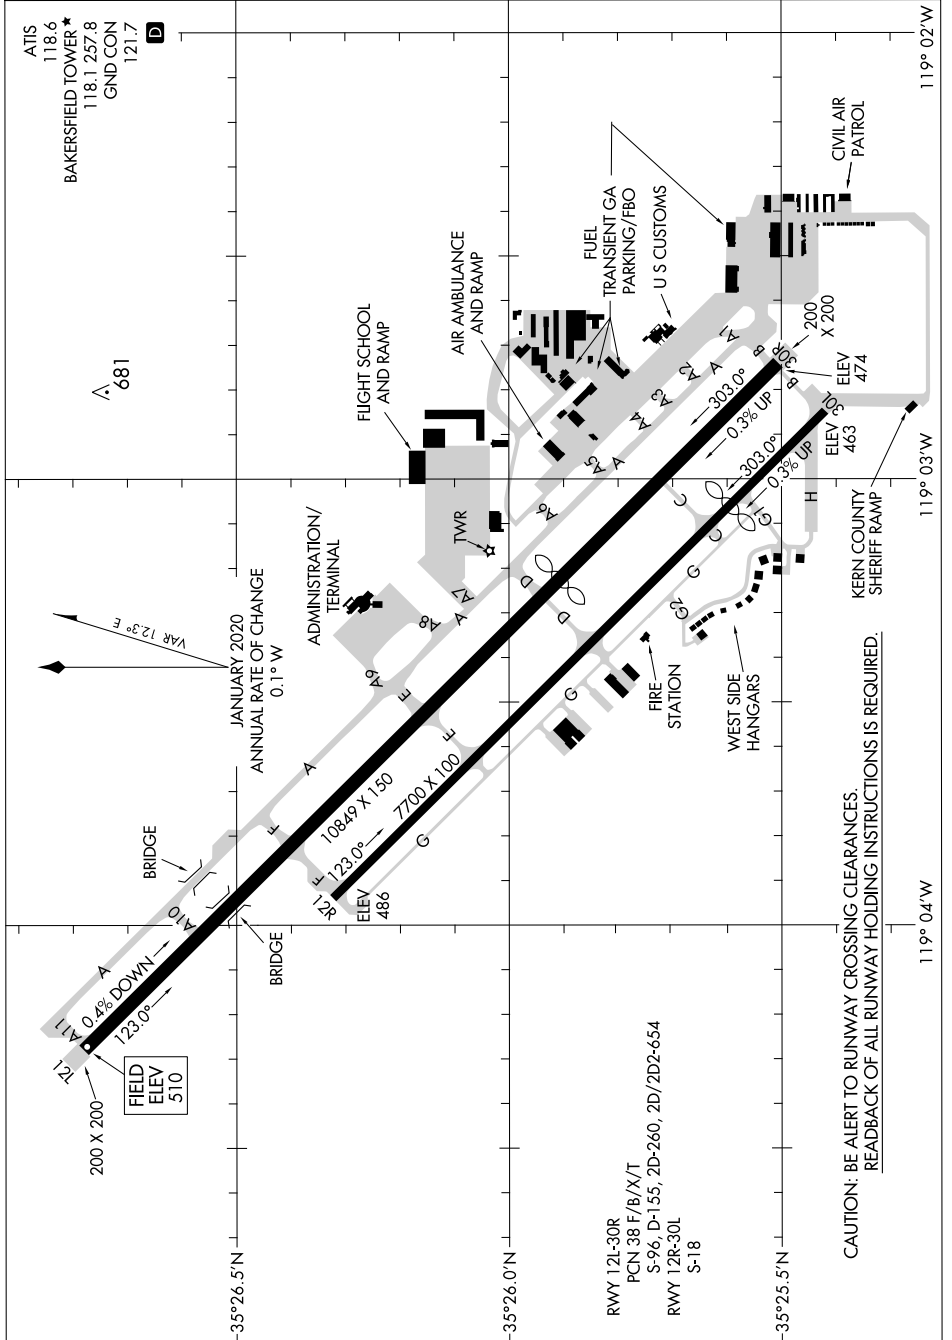 ATIS
118.6
BAKERSFIELD TOWER ★
118.1 257.8
GND CON
121.7
D
681
VAR 12.3° E
JANUARY 2020
ANNUAL RATE OF CHANGE
0.1° W
FLIGHT SCHOOL
AND RAMP
AIR AMBULANCE
AND RAMP
FUEL
TRANSIENT GA
PARKING/FBO
U S CUSTOMS
CIVIL AIR
PATROL
ADMINISTRATION/
TERMINAL
TWR
BRIDGE
BRIDGE
A11
A
A10
A
F
F
E
E
A9
A8
A
A7
D
D
A6
A5
A
A4
A3
A2
A
A1
B
B
C
C
G
G
G
G1
G2
H
12L
0.4% DOWN
123.0°
200 X 200
FIELD
ELEV
510
10849 X 150
303.0°
0.3% UP
30R
200
X 200
ELEV
474
12R
123.0°
ELEV
486
7700 X 100
303.0°
0.3% UP
30L
ELEV
463
FIRE
STATION
WEST SIDE
HANGARS
KERN COUNTY
SHERIFF RAMP
RWY 12L-30R
PCN 38 F/B/X/T
S-96, D-155, 2D-260, 2D/2D2-654
RWY 12R-30L
S-18
CAUTION: BE ALERT TO RUNWAY CROSSING CLEARANCES.
READBACK OF ALL RUNWAY HOLDING INSTRUCTIONS IS REQUIRED.
35°26.5'N
35°26.0'N
35°25.5'N
119° 04'W
119° 03'W
119° 02'W